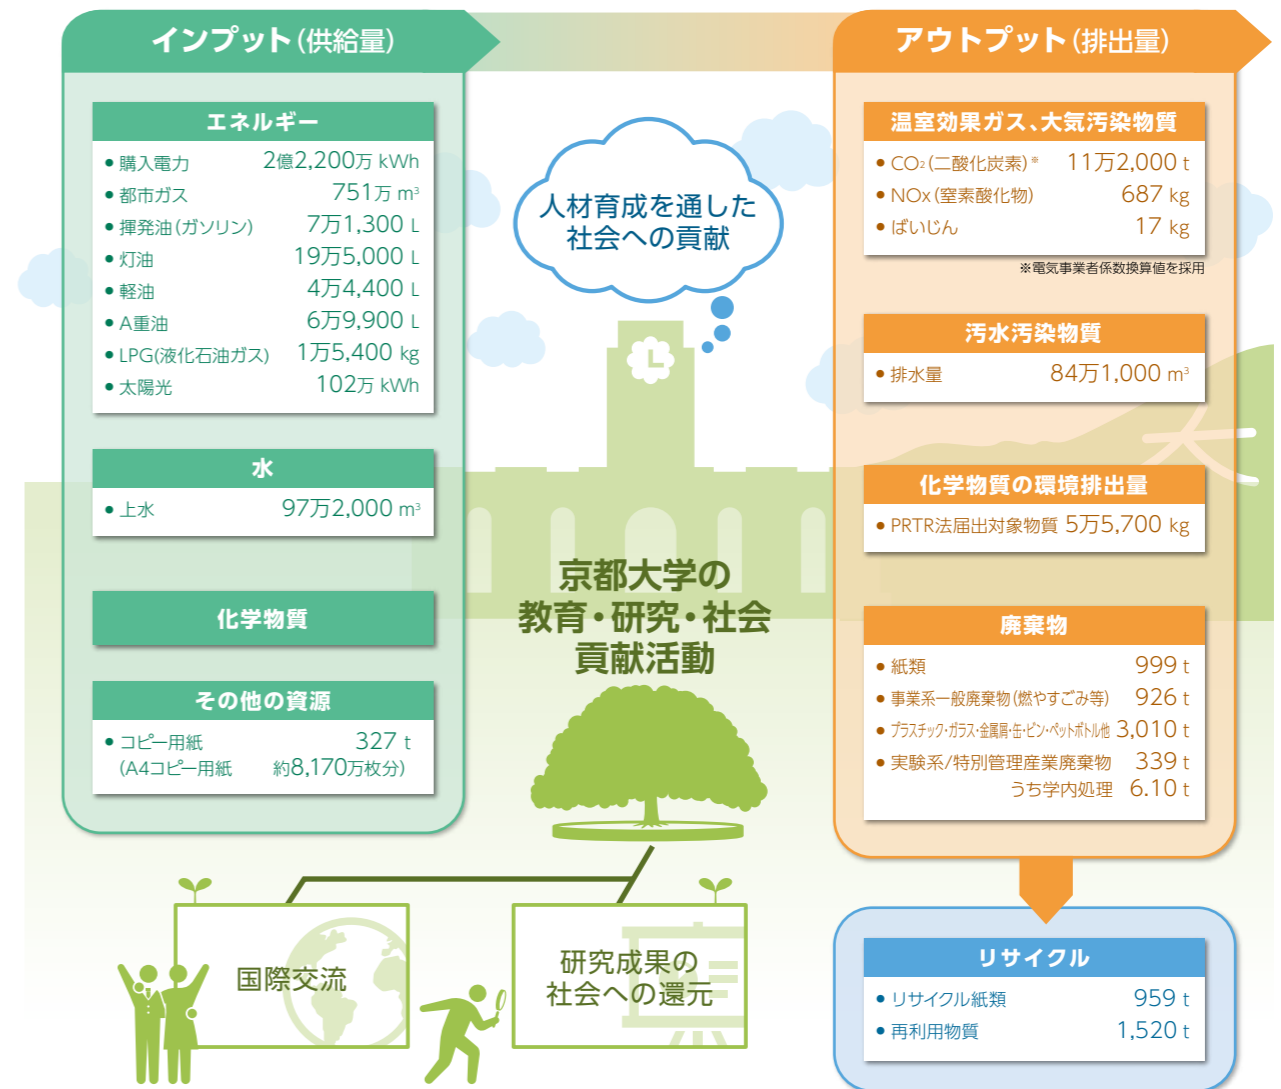 インプット(供給量)
エネルギー
●購入電力 2億2,200万 kWh
●都市ガス 751万 m³
●揮発油(ガソリン) 7万1,300 L
●灯油 19万5,000 L
●軽油 4万4,400 L
●A重油 6万9,900 L
●LPG(液化石油ガス) 1万5,400 kg
●太陽光 102万 kWh
水
●上水 97万2,000 m³
化学物質
その他の資源
●コピー用紙 327 t
(A4コピー用紙 約8,170万枚分)
人材育成を通した
社会への貢献
京都大学の
教育・研究・社会
貢献活動
国際交流
研究成果の
社会への還元
アウトプット(排出量)
温室効果ガス、大気汚染物質
●CO₂(二酸化炭素)※ 11万2,000 t
●NOx(窒素酸化物) 687 kg
●ばいじん 17 kg
※電気事業者係数換算値を採用
汚水汚染物質
●排水量 84万1,000 m³
化学物質の環境排出量
●PRTR法届出対象物質 5万5,700 kg
廃棄物
●紙類 999 t
●事業系一般廃棄物(燃やすごみ等) 926 t
●プラスチック・ガラス・金属屑・缶・ビン・ペットボトル他 3,010 t
●実験系/特別管理産業廃棄物 339 t
うち学内処理 6.10 t
リサイクル
●リサイクル紙類 959 t
●再利用物質 1,520 t